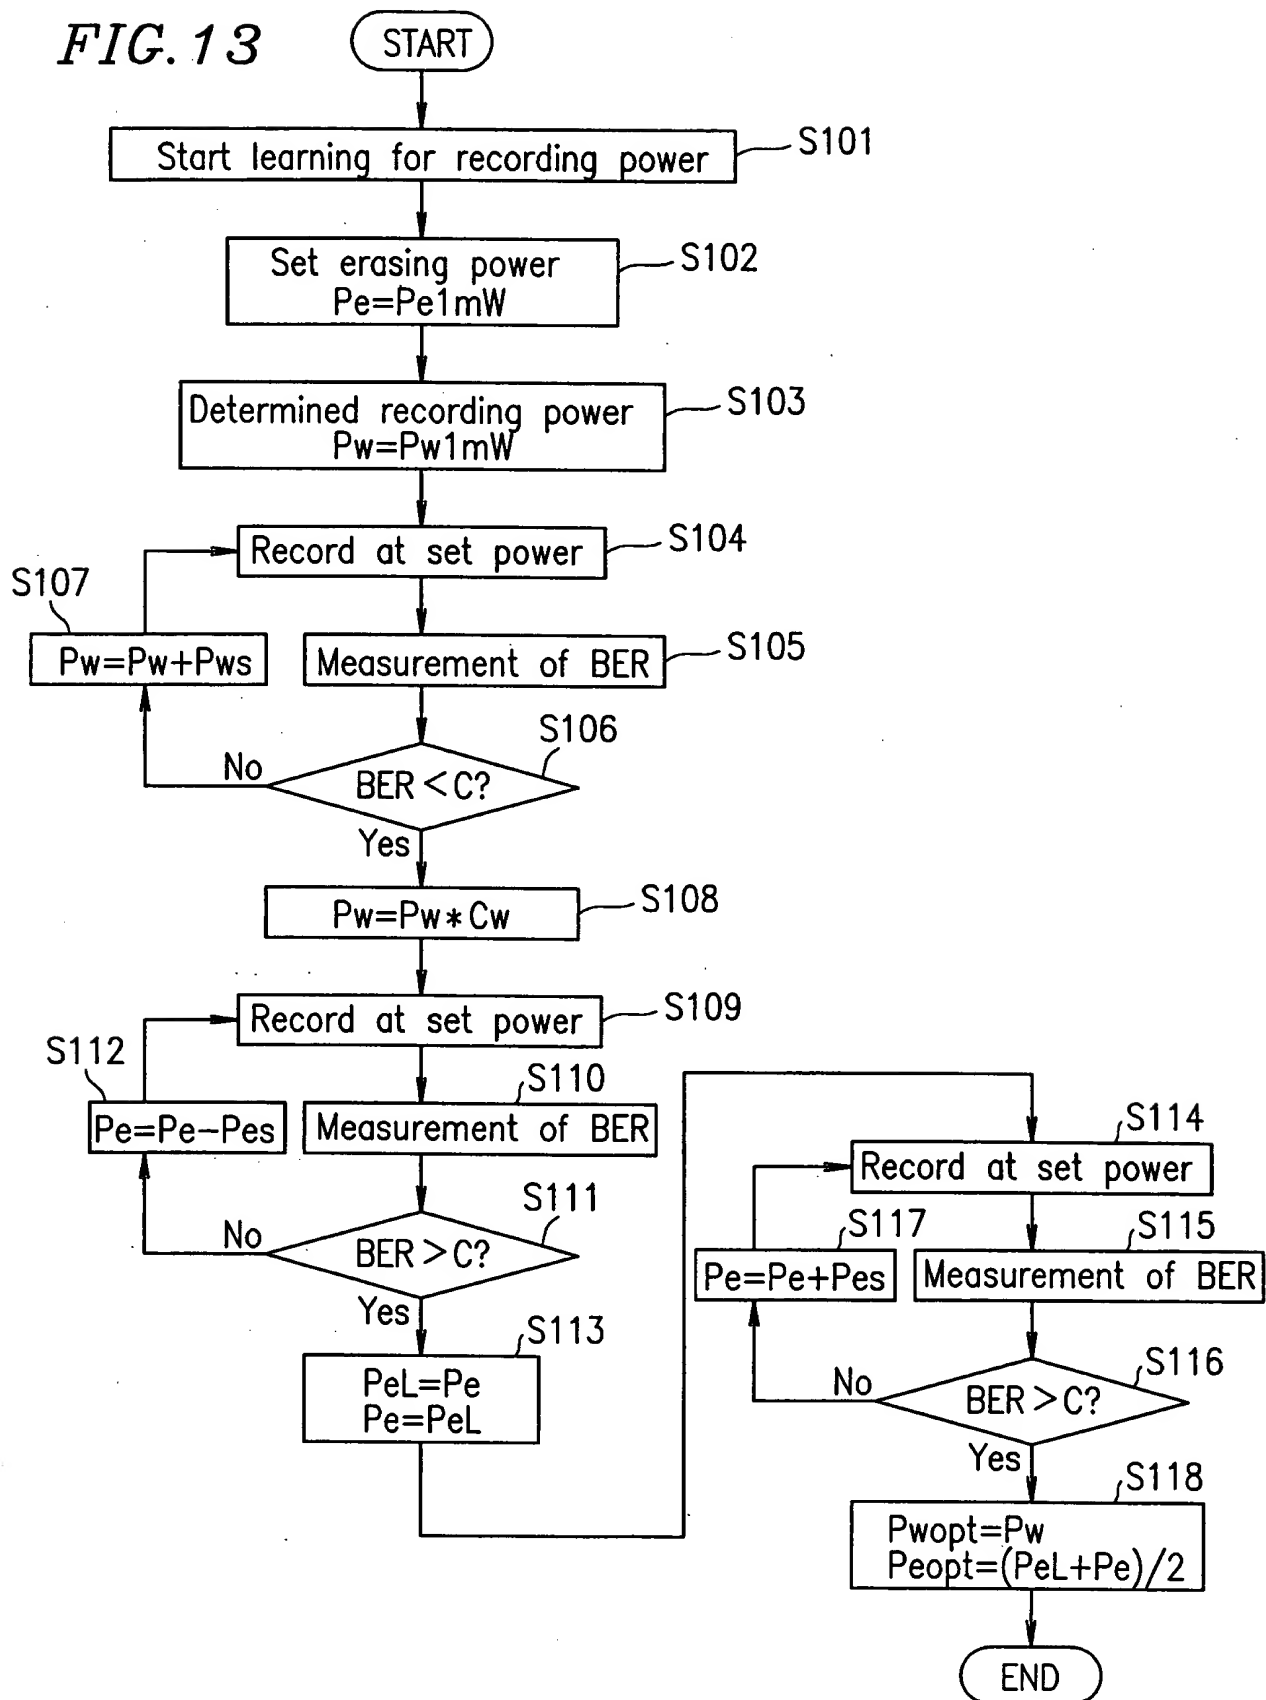 FIG.13
START
Start learning for recording power
S101
Set erasing power
Pe=Pe1mW
S102
Determined recording power
Pw=Pw1mW
S103
Record at set power
S104
S107
Pw=Pw+Pws
Measurement of BER
S105
S106
No
BER<C?
Yes
Pw=Pw*Cw
S108
Record at set power
S109
S112
Pe=Pe-Pes
S110
Measurement of BER
S111
No
BER>C?
Yes
S113
PeL=Pe
Pe=PeL
S114
Record at set power
S117
Pe=Pe+Pes
S115
Measurement of BER
S116
No
BER>C?
Yes
S118
Pwopt=Pw
Peopt=(PeL+Pe)/2
END